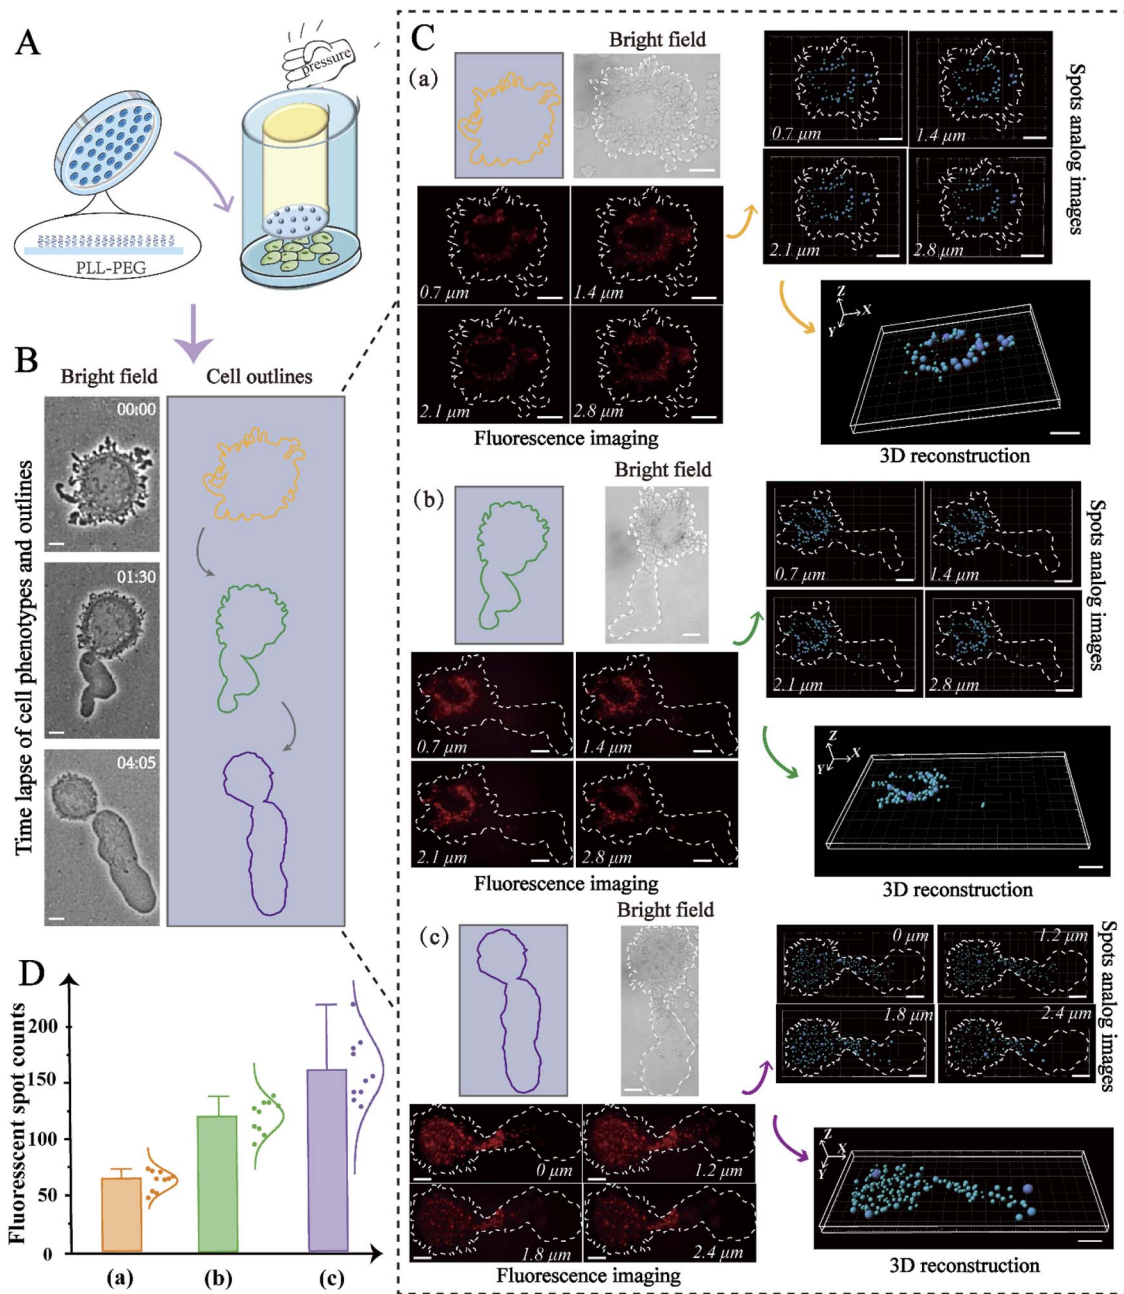 A
pressure
PLL-PEG
B
Bright field
Cell outlines
Time lapse of cell phenotypes and outlines
00:00
01:30
04:05
C
(a)
Bright field
0.7 μm
1.4 μm
2.1 μm
2.8 μm
Fluorescence imaging
0.7 μm
1.4 μm
2.1 μm
2.8 μm
Spots analog images
Z
X
Y
3D reconstruction
(b)
Bright field
0.7 μm
1.4 μm
2.1 μm
2.8 μm
Fluorescence imaging
0.7 μm
1.4 μm
2.1 μm
2.8 μm
Spots analog images
Z
X
Y
3D reconstruction
(c)
Bright field
0 μm
1.2 μm
1.8 μm
2.4 μm
Fluorescence imaging
0 μm
1.2 μm
1.8 μm
2.4 μm
Spots analog images
Z
X
Y
3D reconstruction
D
Fluoresscent spot counts
200
150
100
50
0
(a)
(b)
(c)